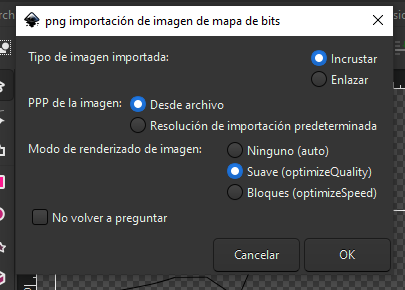 png importación de imagen de mapa de bits
Tipo de imagen importada:
Incrustar
Enlazar
PPP de la imagen:
Desde archivo
Resolución de importación predeterminada
Modo de renderizado de imagen:
Ninguno (auto)
Suave (optimizeQuality)
Bloques (optimizeSpeed)
No volver a preguntar
Cancelar
OK